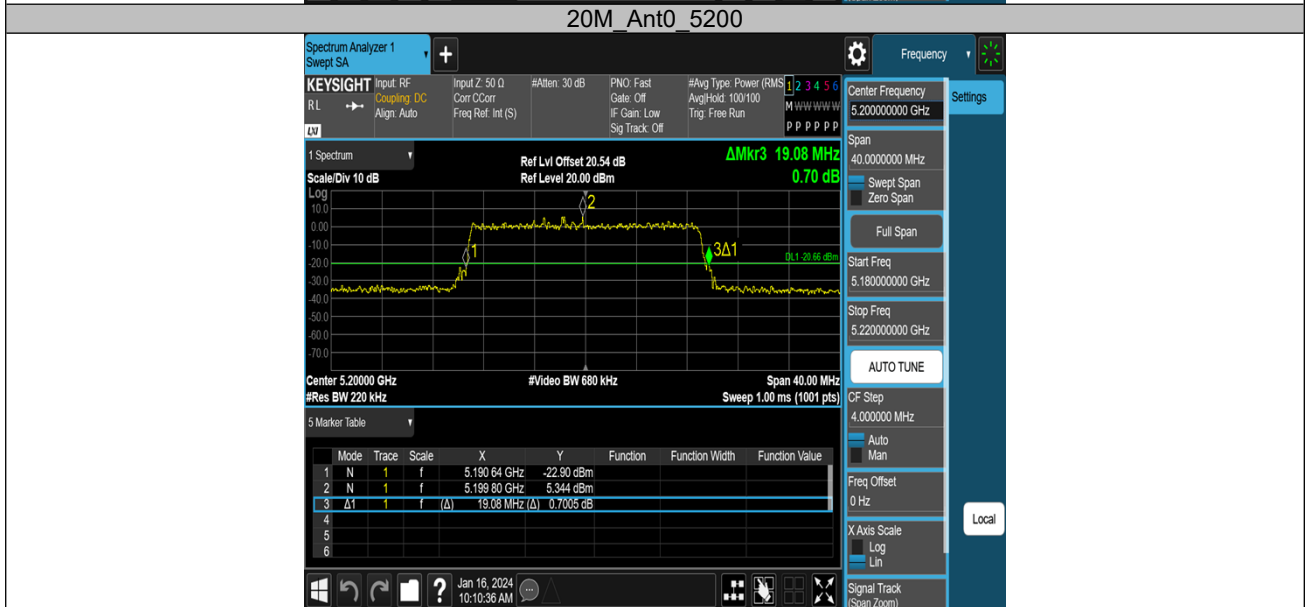 20M_Ant0_5200
Spectrum Analyzer 1
Swept SA
Frequency
KEYSIGHT
RL
LXI
Input: RF
Coupling: DC
Align: Auto
Input Z: 50 Ω
Corr CCorr
Freq Ref: Int (S)
#Atten: 30 dB
PNO: Fast
Gate: Off
IF Gain: Low
Sig Track: Off
#Avg Type: Power (RMS
Avg|Hold: 100/100
Trig: Free Run
1 2 3 4 5 6
M W W W W W
P P P P P P
1 Spectrum
Scale/Div 10 dB
Ref Lvl Offset 20.54 dB
Ref Level 20.00 dBm
ΔMkr3 19.08 MHz
0.70 dB
Log
10.0
0.00
-10.0
-20.0
-30.0
-40.0
-50.0
-60.0
-70.0
2
1
3Δ1
DL1 -20.66 dBm
Center 5.20000 GHz
#Video BW 680 kHz
Span 40.00 MHz
#Res BW 220 kHz
Sweep 1.00 ms (1001 pts)
5 Marker Table
Mode Trace Scale X Y Function Function Width Function Value
1 N 1 f 5.190 64 GHz -22.90 dBm
2 N 1 f 5.199 80 GHz 5.344 dBm
3 Δ1 1 f (Δ) 19.08 MHz (Δ) 0.7005 dB
4
5
6
?
Jan 16, 2024
10:10:36 AM
Center Frequency
5.200000000 GHz
Settings
Span
40.0000000 MHz
Swept Span
Zero Span
Full Span
Start Freq
5.180000000 GHz
Stop Freq
5.220000000 GHz
AUTO TUNE
CF Step
4.000000 MHz
Auto
Man
Freq Offset
0 Hz
X Axis Scale
Log
Lin
Local
Signal Track
(Span Zoom)